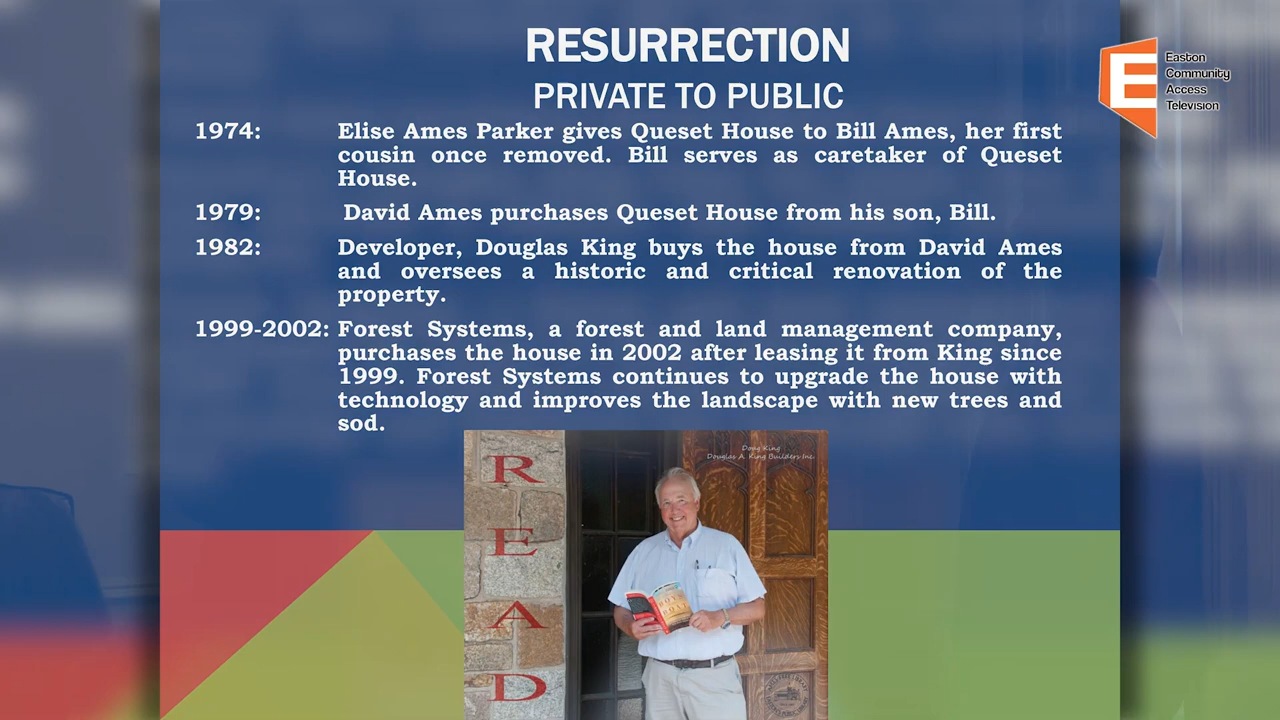 RESURRECTION
PRIVATE TO PUBLIC
1974: Elise Ames Parker gives Queset House to Bill Ames, her first
cousin once removed. Bill serves as caretaker of Queset
House.
1979: David Ames purchases Queset House from his son, Bill.
1982: Developer, Douglas King buys the house from David Ames
and oversees a historic and critical renovation of the
property.
1999-2002: Forest Systems, a forest and land management company,
purchases the house in 2002 after leasing it from King since
1999. Forest Systems continues to upgrade the house with
technology and improves the landscape with new trees and
sod.
E
Easton
Community
Access
Television
R
E
A
D
Doug King
Douglas A. King Builders Inc.